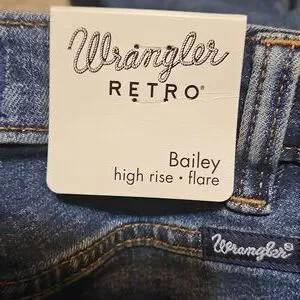 Wrangler
RETRO®
Bailey
high rise • flare
Wrangler®